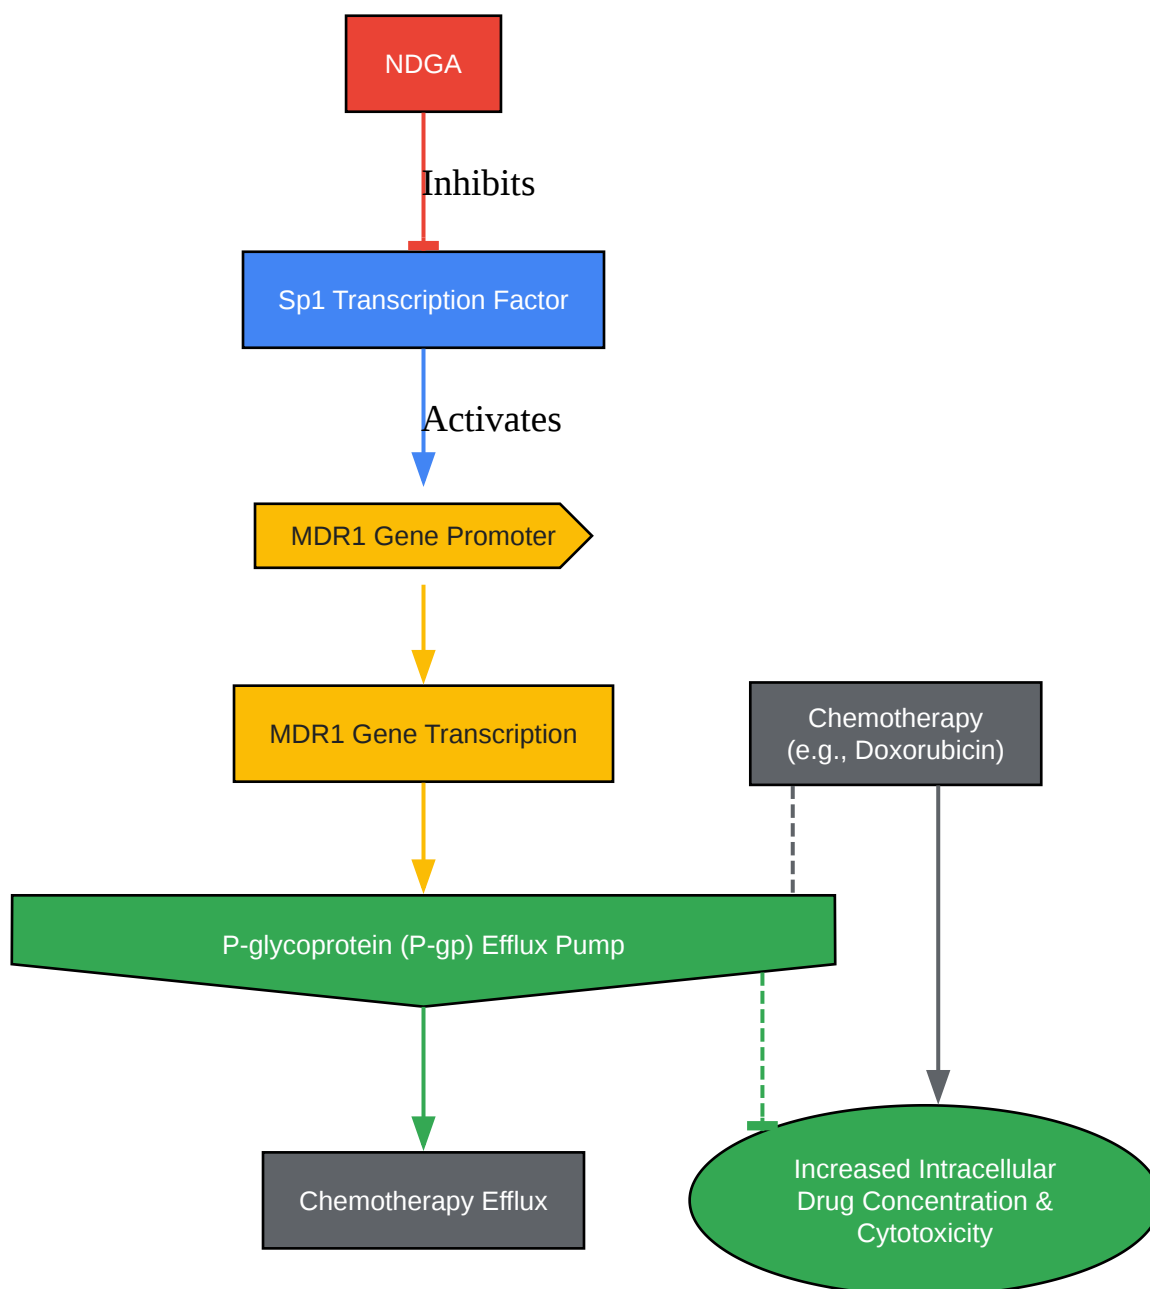 NDGA
Inhibits
Sp1 Transcription Factor
Activates
MDR1 Gene Promoter
MDR1 Gene Transcription
Chemotherapy
(e.g., Doxorubicin)
P-glycoprotein (P-gp) Efflux Pump
Chemotherapy Efflux
Increased Intracellular
Drug Concentration &
Cytotoxicity